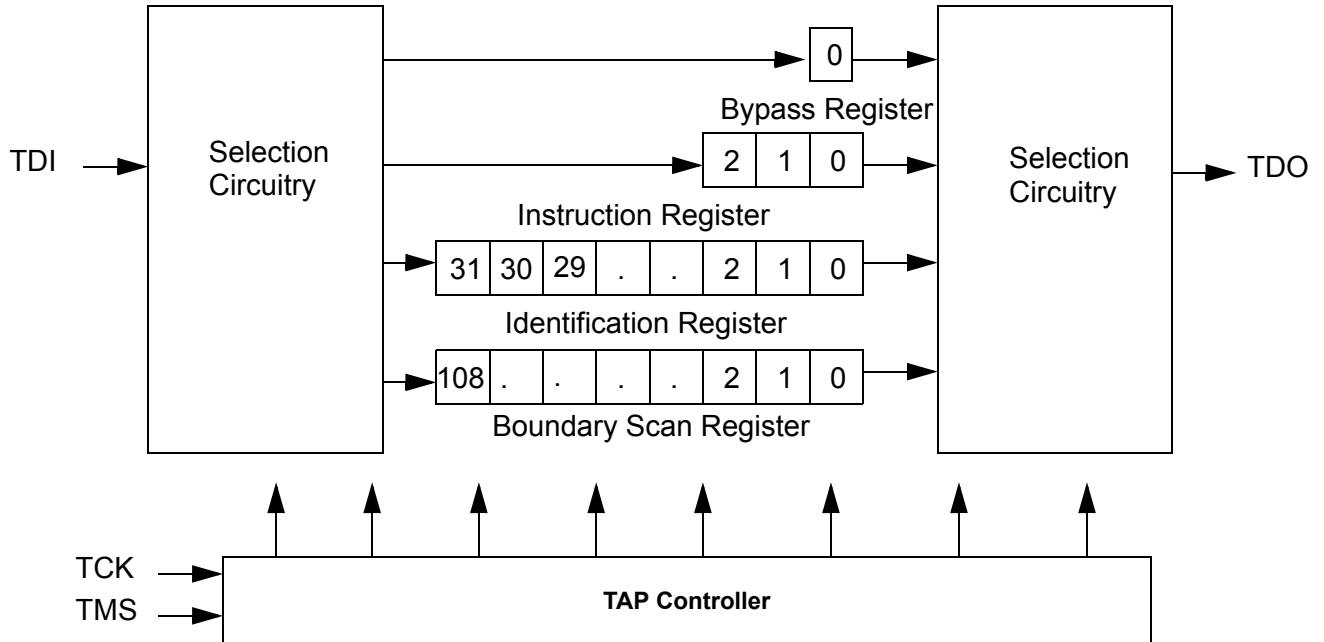 0
Bypass Register
TDI
Selection
Circuitry
2 1 0
Selection
Circuitry
TDO
Instruction Register
31 30 29 . . 2 1 0
Identification Register
108 . . . . 2 1 0
Boundary Scan Register
TCK
TMS
TAP Controller